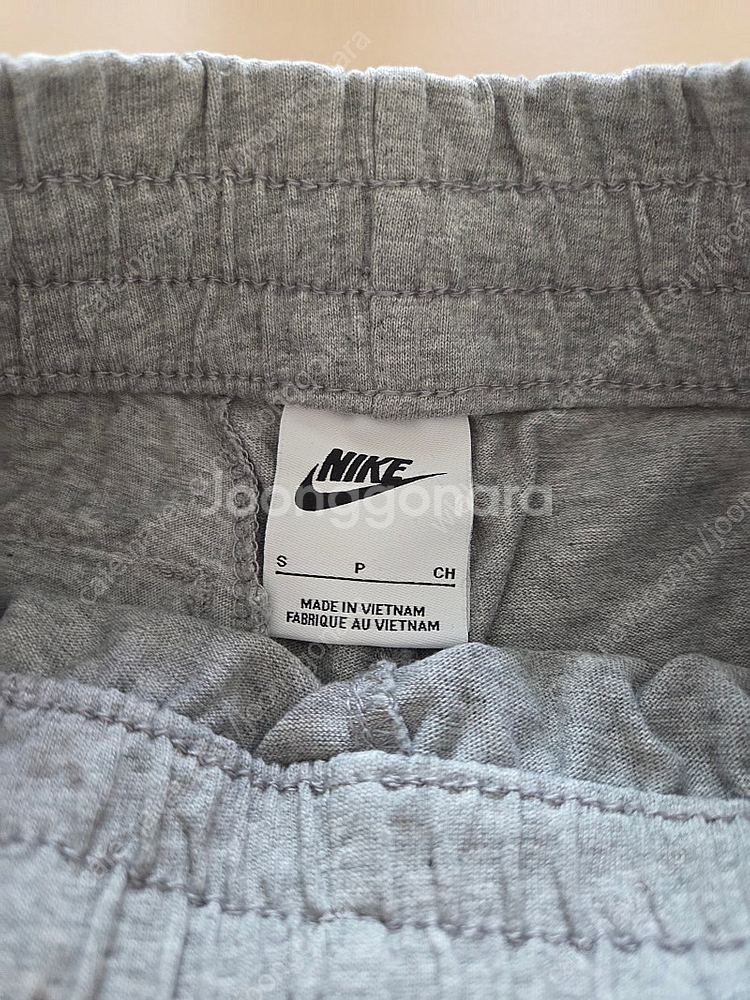 NIKE
Joonggonara
S P CH
MADE IN VIETNAM
FABRIQUE AU VIETNAM